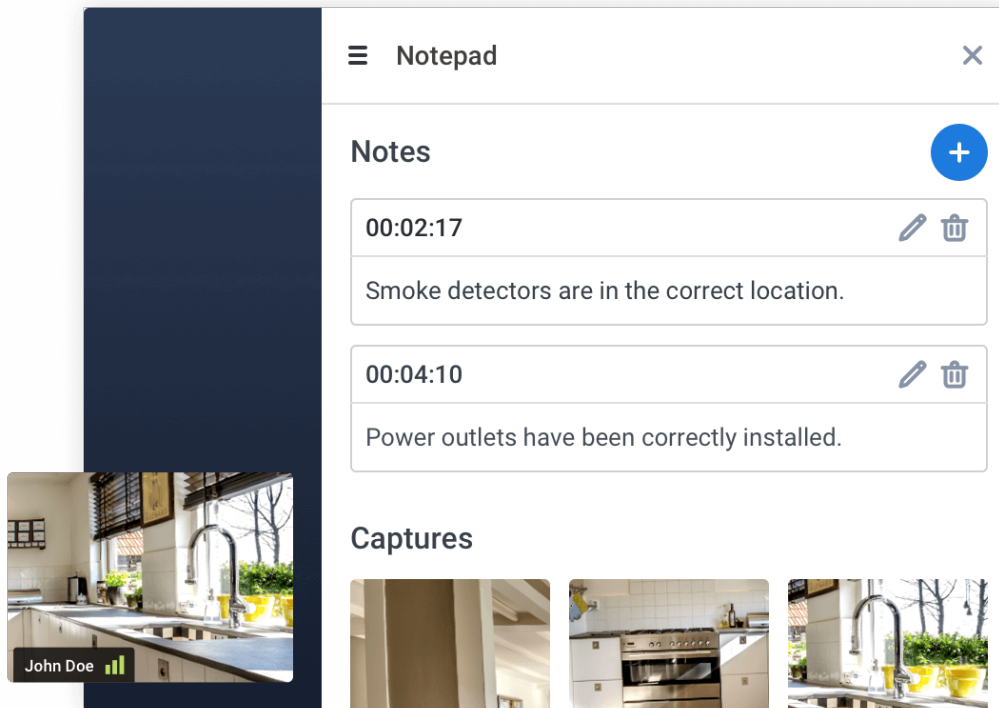 Notepad
Notes
00:02:17
Smoke detectors are in the correct location.
00:04:10
Power outlets have been correctly installed.
Captures
John Doe